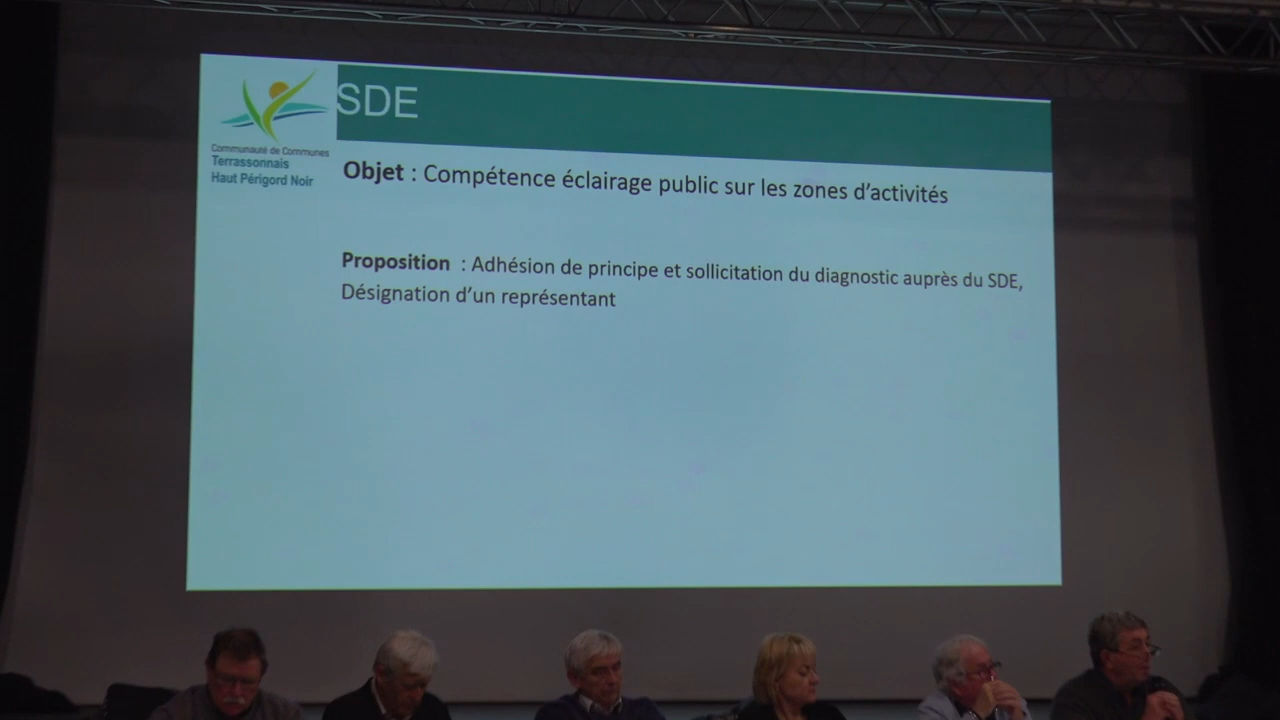 SDE
Communauté de Communes
Terrassonnais
Haut Périgord Noir
Objet : Compétence éclairage public sur les zones d'activités
Proposition : Adhésion de principe et sollicitation du diagnostic auprès du SDE,
Désignation d'un représentant